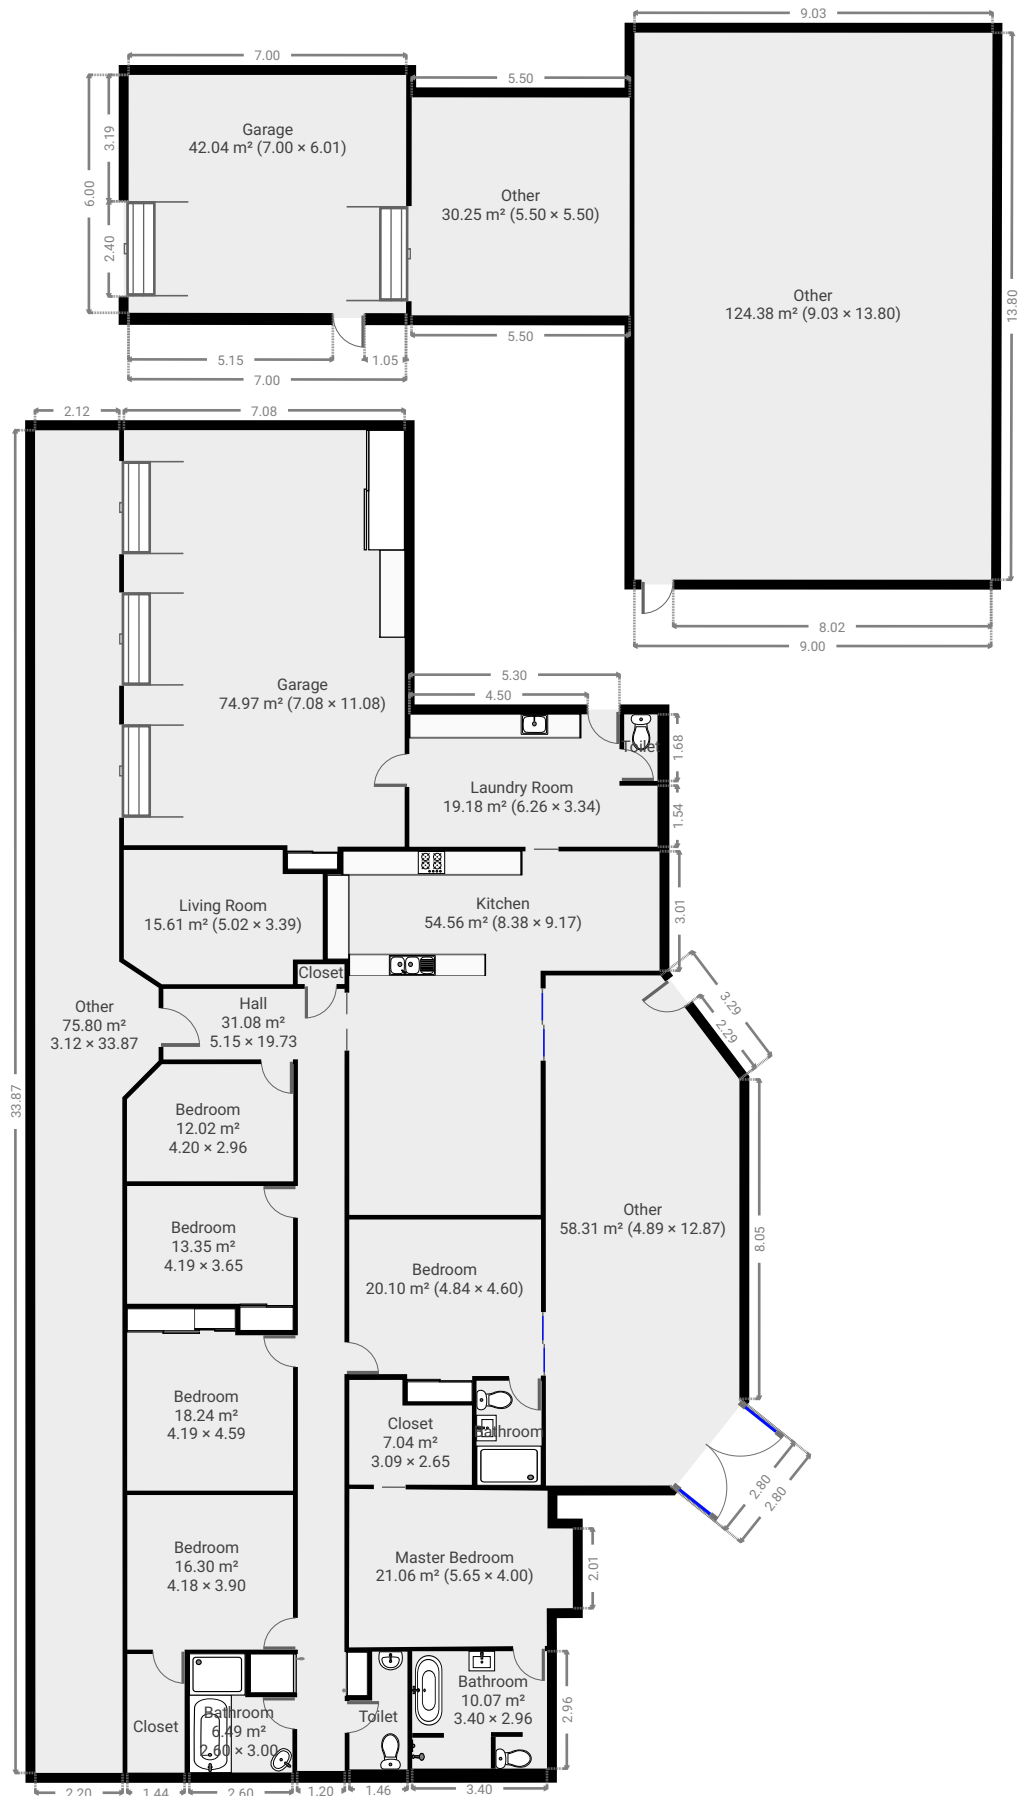 9.03
7.00
5.50
3.19
6.00
2.40
Garage
42.04 m² (7.00 × 6.01)
Other
30.25 m² (5.50 × 5.50)
Other
124.38 m² (9.03 × 13.80)
13.80
5.50
5.15
1.05
7.00
2.12
7.08
8.02
9.00
5.30
4.50
Garage
74.97 m² (7.08 × 11.08)
Toilet
1.68
Laundry Room
19.18 m² (6.26 × 3.34)
1.54
Living Room
15.61 m² (5.02 × 3.39)
Kitchen
54.56 m² (8.38 × 9.17)
3.01
Closet
Other
75.80 m²
3.12 × 33.87
Hall
31.08 m²
5.15 × 19.73
3.29
2.29
33.87
Bedroom
12.02 m²
4.20 × 2.96
Bedroom
13.35 m²
4.19 × 3.65
Other
58.31 m² (4.89 × 12.87)
8.05
Bedroom
20.10 m² (4.84 × 4.60)
Bedroom
18.24 m²
4.19 × 4.59
Closet
7.04 m²
3.09 × 2.65
Bathroom
2.80
2.80
Bedroom
16.30 m²
4.18 × 3.90
Master Bedroom
21.06 m² (5.65 × 4.00)
2.01
Closet
Bathroom
6.49 m²
2.60 × 3.00
Toilet
Bathroom
10.07 m²
3.40 × 2.96
2.96
2.20
1.44
2.60
1.20
1.46
3.40